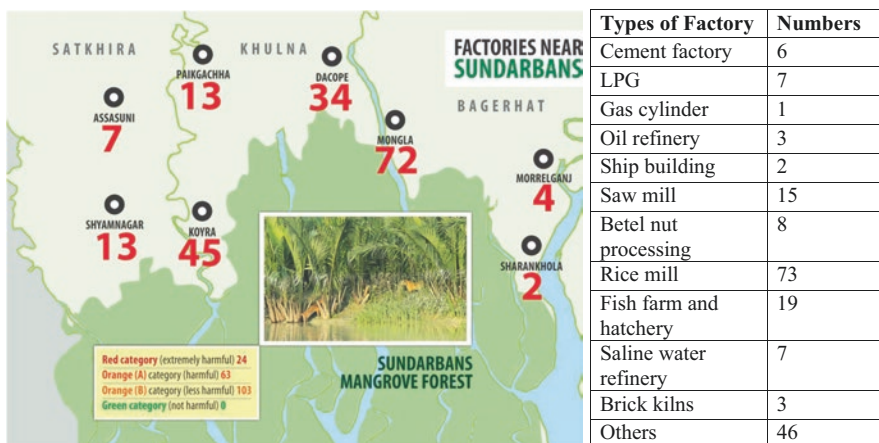 SATKHIRA
KHULNA
FACTORIES NEAR
SUNDARBANS
PAIKGACHHA
13
DACOPE
34
ASSASUNI
7
BAGERHAT
MONGLA
72
MORRELGANJ
4
SHYAMNAGAR
13
KOYRA
45
SHARANKHOLA
2
Red category (extremely harmful) 24
Orange (A) category (harmful) 63
Orange (B) category (less harmful) 103
Green category (not harmful) 0
SUNDARBANS
MANGROVE FOREST
Types of Factory Numbers
Cement factory 6
LPG 7
Gas cylinder 1
Oil refinery 3
Ship building 2
Saw mill 15
Betel nut
processing 8
Rice mill 73
Fish farm and
hatchery 19
Saline water
refinery 7
Brick kilns 3
Others 46